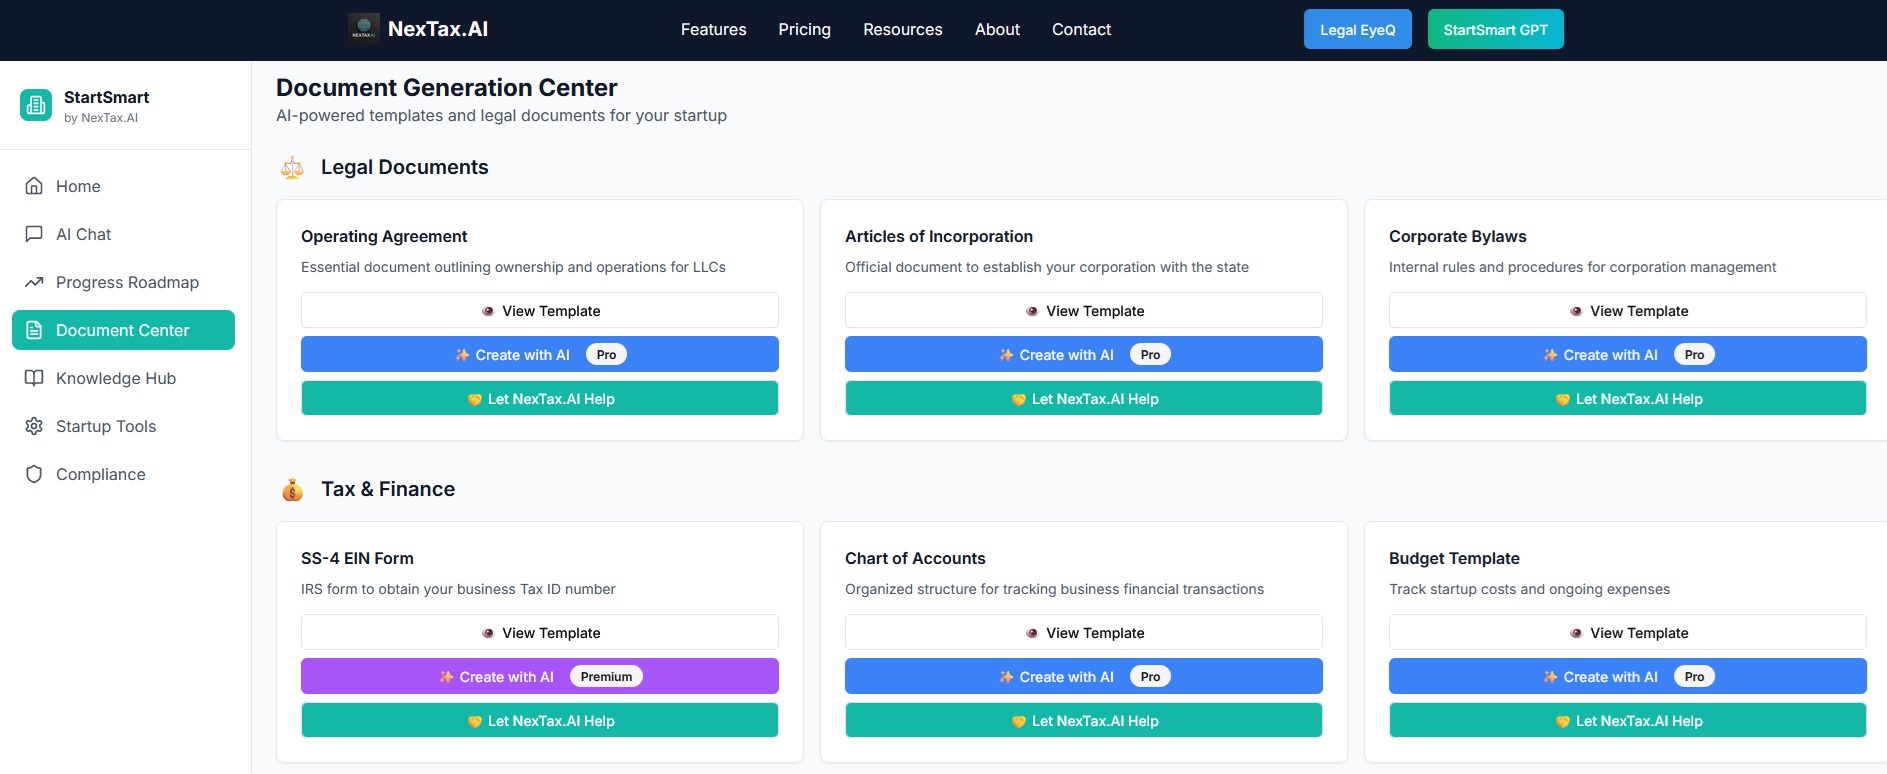 NexTax.AI
Features
Pricing
Resources
About
Contact
Legal EyeQ
StartSmart GPT
StartSmart
by NexTax.AI
Home
AI Chat
Progress Roadmap
Document Center
Knowledge Hub
Startup Tools
Compliance
Document Generation Center
AI-powered templates and legal documents for your startup
Legal Documents
Operating Agreement
Essential document outlining ownership and operations for LLCs
View Template
Create with AI Pro
Let NexTax.AI Help
Articles of Incorporation
Official document to establish your corporation with the state
View Template
Create with AI Pro
Let NexTax.AI Help
Corporate Bylaws
Internal rules and procedures for corporation management
View Template
Create with AI Pro
Let NexTax.AI Help
Tax & Finance
SS-4 EIN Form
IRS form to obtain your business Tax ID number
View Template
Create with AI Premium
Let NexTax.AI Help
Chart of Accounts
Organized structure for tracking business financial transactions
View Template
Create with AI Pro
Let NexTax.AI Help
Budget Template
Track startup costs and ongoing expenses
View Template
Create with AI Pro
Let NexTax.AI Help